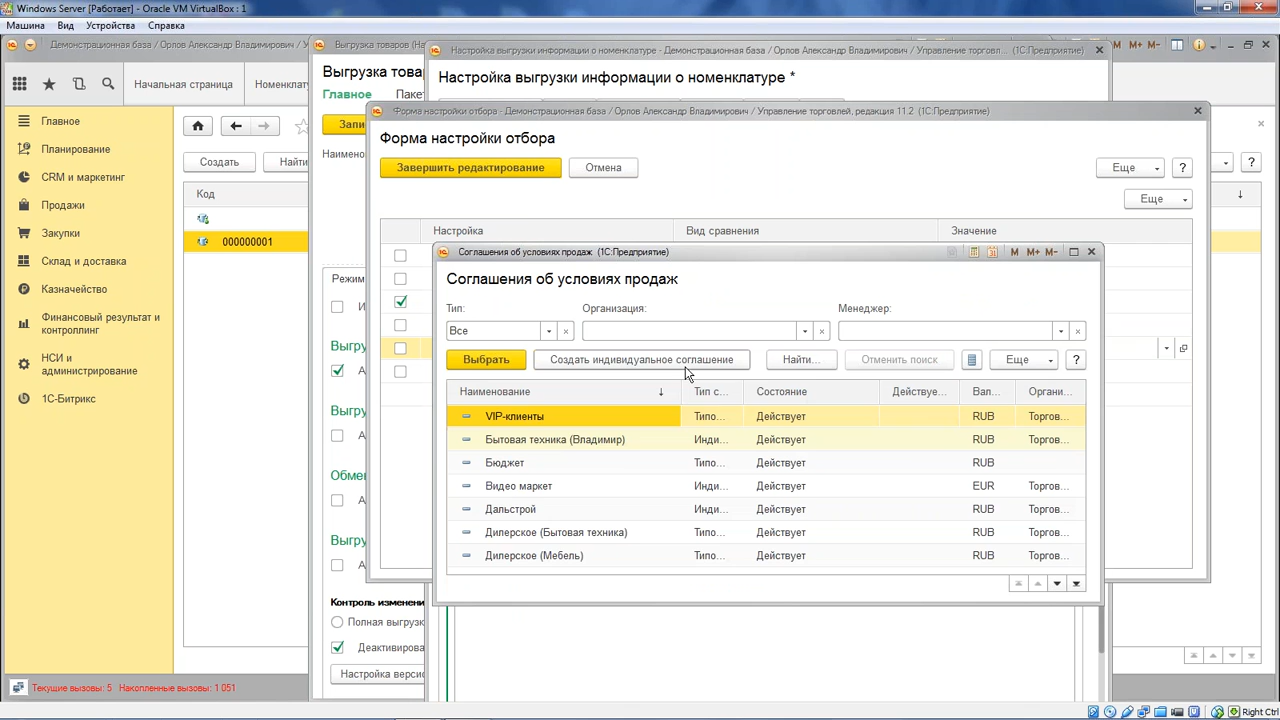 Windows Server [Работает] - Oracle VM VirtualBox : 1
Машина Вид Устройства Справка
Демонстрационная база / Орлов Александр Владимирович / У
Выгрузка товаров (Н
Настройка выгрузки информации о номенклатуре - Демонстрационная база / Орлов Александр Владимирович / Управление торговл... (1С:Предприятие)
M+ M-
Начальная страница
Номенклат
Выгрузка това
Настройка выгрузки информации о номенклатуре *
Главное
Паке
Форма настройки отбора - Демонстрационная база / Орлов Александр Владимирович / Управление торговлей, редакция 11.2 (1С:Предприятие)
Форма настройки отбора
Запи
Завершить редактирование
Отмена
Еще
?
Еще
Наимено
Создать
Найти
?
Код
000000001
Настройка
Вид сравнения
Значение
Главное
Планирование
CRM и маркетинг
Продажи
Закупки
Склад и доставка
Казначейство
Финансовый результат и
контроллинг
НСИ и
администрирование
1С-Битрикс
Режим
И
Выгру
А
Выгру
А
Обме
А
Выгру
А
Контроль изменени
Полная выгрузк
Деактивирова
Настройка верси
Соглашения об условиях продаж (1С:Предприятие)
M M+ M-
Соглашения об условиях продаж
Тип:
Организация:
Менеджер:
Все
Выбрать
Создать индивидуальное соглашение
Найти...
Отменить поиск
Еще
?
Наименование Тип с... Состояние Действуе... Вал... Органи...
VIP-клиенты Типо... Действует RUB Торгов...
Бытовая техника (Владимир) Инди... Действует RUB Торгов...
Бюджет Типо... Действует RUB
Видео маркет Инди... Действует EUR Торгов...
Дальстрой Инди... Действует RUB Торгов...
Дилерское (Бытовая техника) Типо... Действует RUB Торгов...
Дилерское (Мебель) Типо... Действует RUB Торгов...
Текущие вызовы: 5 Накопленные вызовы: 1 051
Right Ctrl